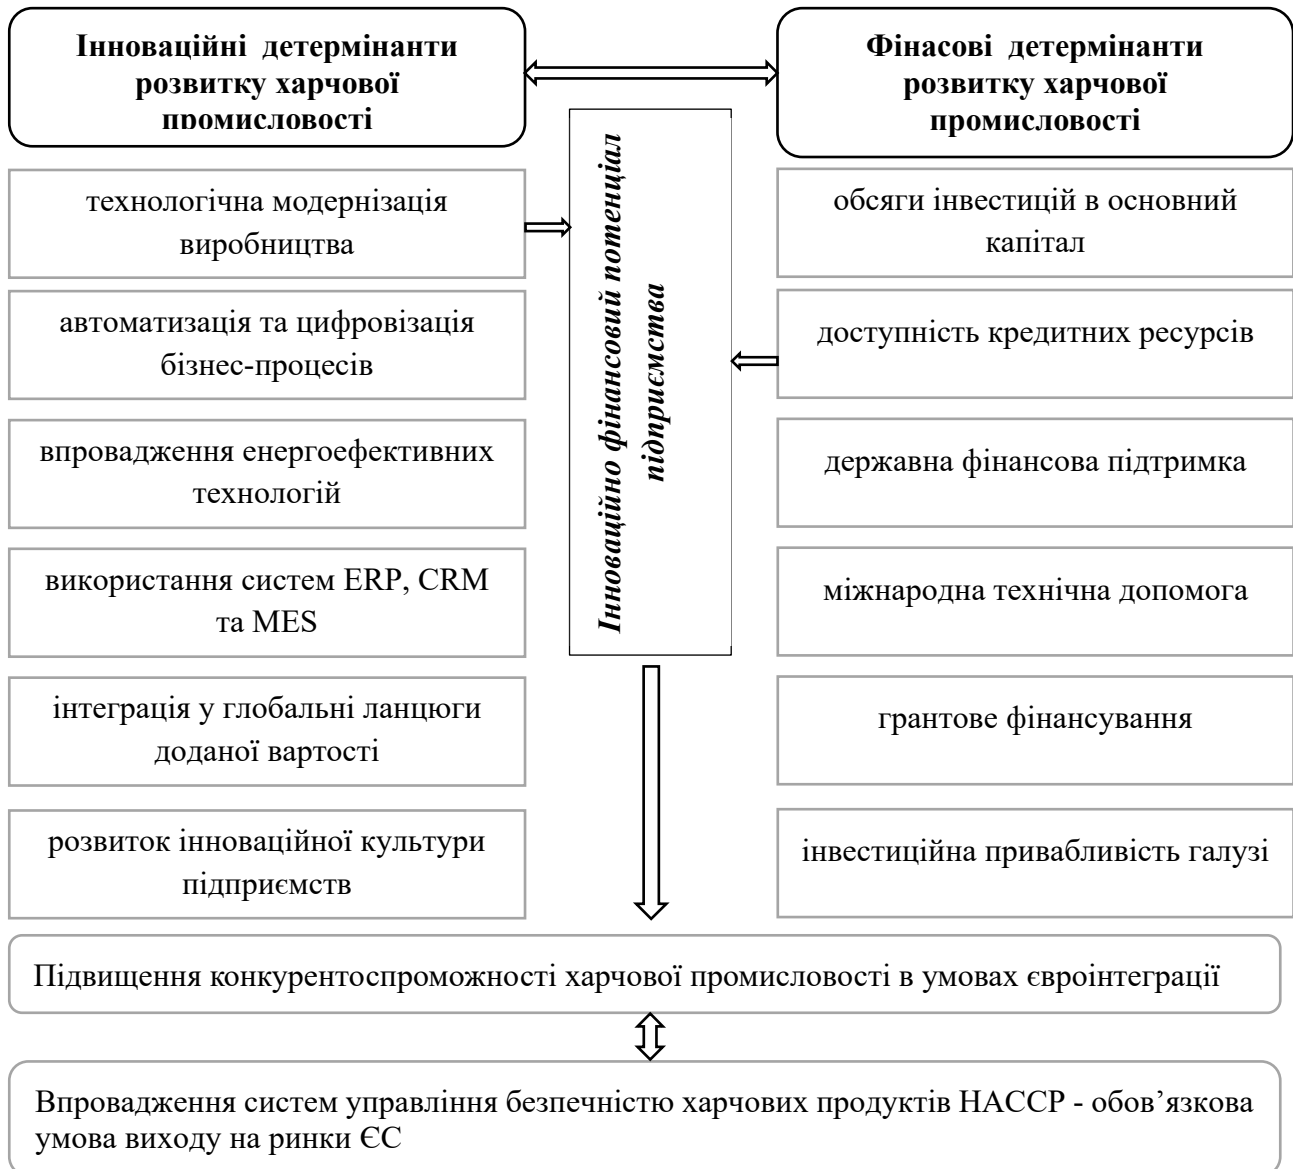 Інноваційні детермінанти
розвитку харчової
промисловості
Фінасові детермінанти
розвитку харчової
промисловості
технологічна модернізація
виробництва
автоматизація та цифровізація
бізнес-процесів
впровадження енергоефективних
технологій
використання систем ERP, CRM
та MES
інтеграція у глобальні ланцюги
доданої вартості
розвиток інноваційної культури
підприємств
Інноваційно фінансовий потенціал
підприємства
обсяги інвестицій в основний
капітал
доступність кредитних ресурсів
державна фінансова підтримка
міжнародна технічна допомога
грантове фінансування
інвестиційна привабливість галузі
Підвищення конкурентоспроможності харчової промисловості в умовах євроінтеграції
Впровадження систем управління безпечністю харчових продуктів НАССР - обов’язкова
умова виходу на ринки ЄС